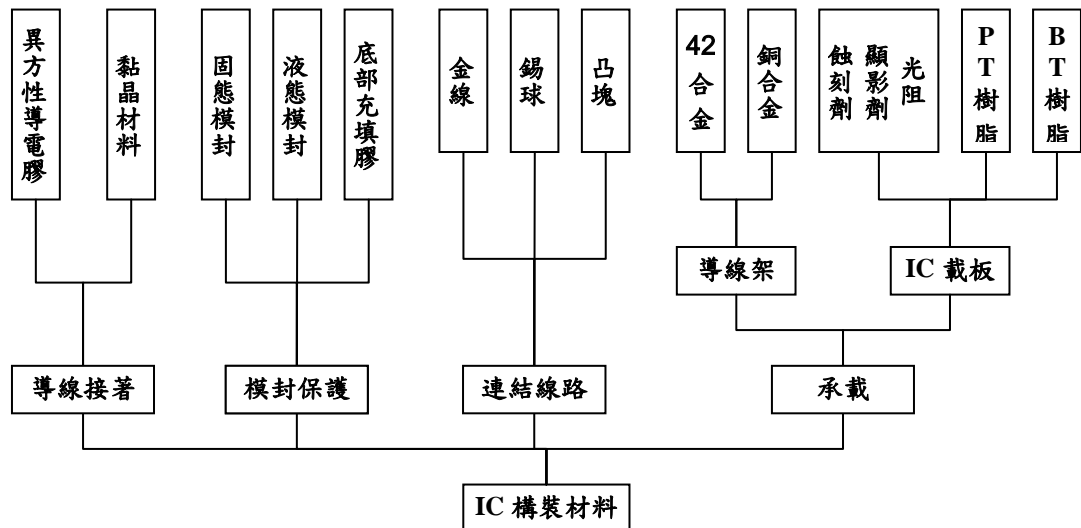 異方性導電膠
黏晶材料
固態模封
液態模封
底部充填膠
金線
錫球
凸塊
42合金
銅合金
光阻
顯影劑
蝕刻劑
PT樹脂
BT樹脂
導線架
IC 載板
導線接著
模封保護
連結線路
承載
IC 構裝材料